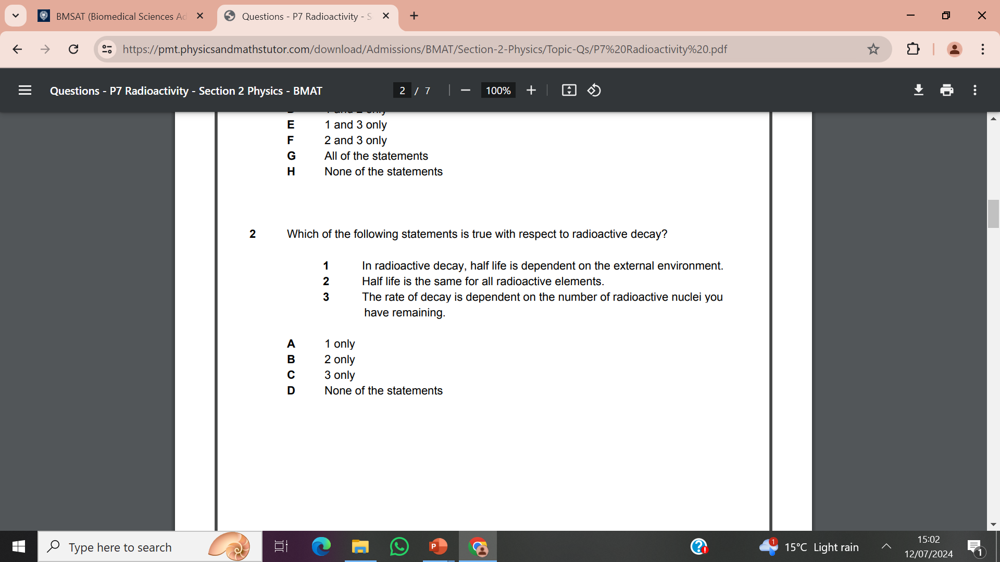 BMSAT (Biomedical Sciences Ad
Questions - P7 Radioactivity - S
https://pmt.physicsandmathstutor.com/download/Admissions/BMAT/Section-2-Physics/Topic-Qs/P7%20Radioactivity%20.pdf
Questions - P7 Radioactivity - Section 2 Physics - BMAT
2 / 7
100%
D 1 and 2 only
E 1 and 3 only
F 2 and 3 only
G All of the statements
H None of the statements
2 Which of the following statements is true with respect to radioactive decay?
1 In radioactive decay, half life is dependent on the external environment.
2 Half life is the same for all radioactive elements.
3 The rate of decay is dependent on the number of radioactive nuclei you
have remaining.
A 1 only
B 2 only
C 3 only
D None of the statements
Type here to search
P
1
15°C Light rain
15:02
12/07/2024
1